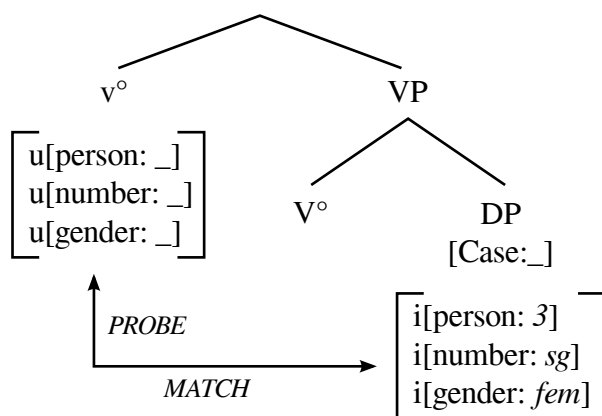 v° VP
u[person: _]
u[number: _]
u[gender: _]
V° DP
[Case:_]
PROBE
MATCH
i[person: 3]
i[number: sg]
i[gender: fem]